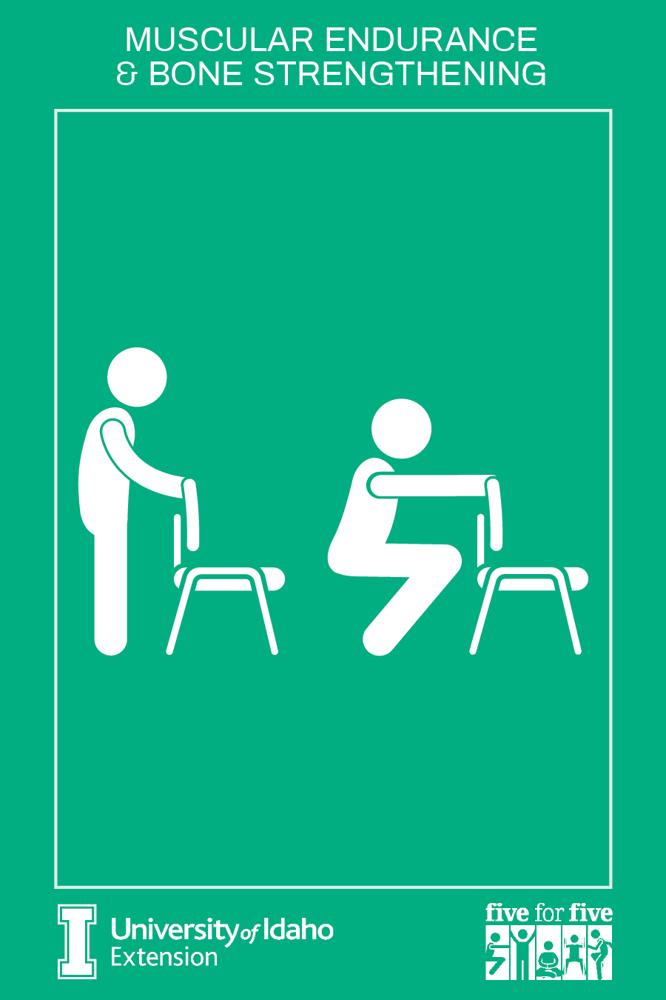 MUSCULAR ENDURANCE
& BONE STRENGTHENING
I
University of Idaho
Extension
five for five